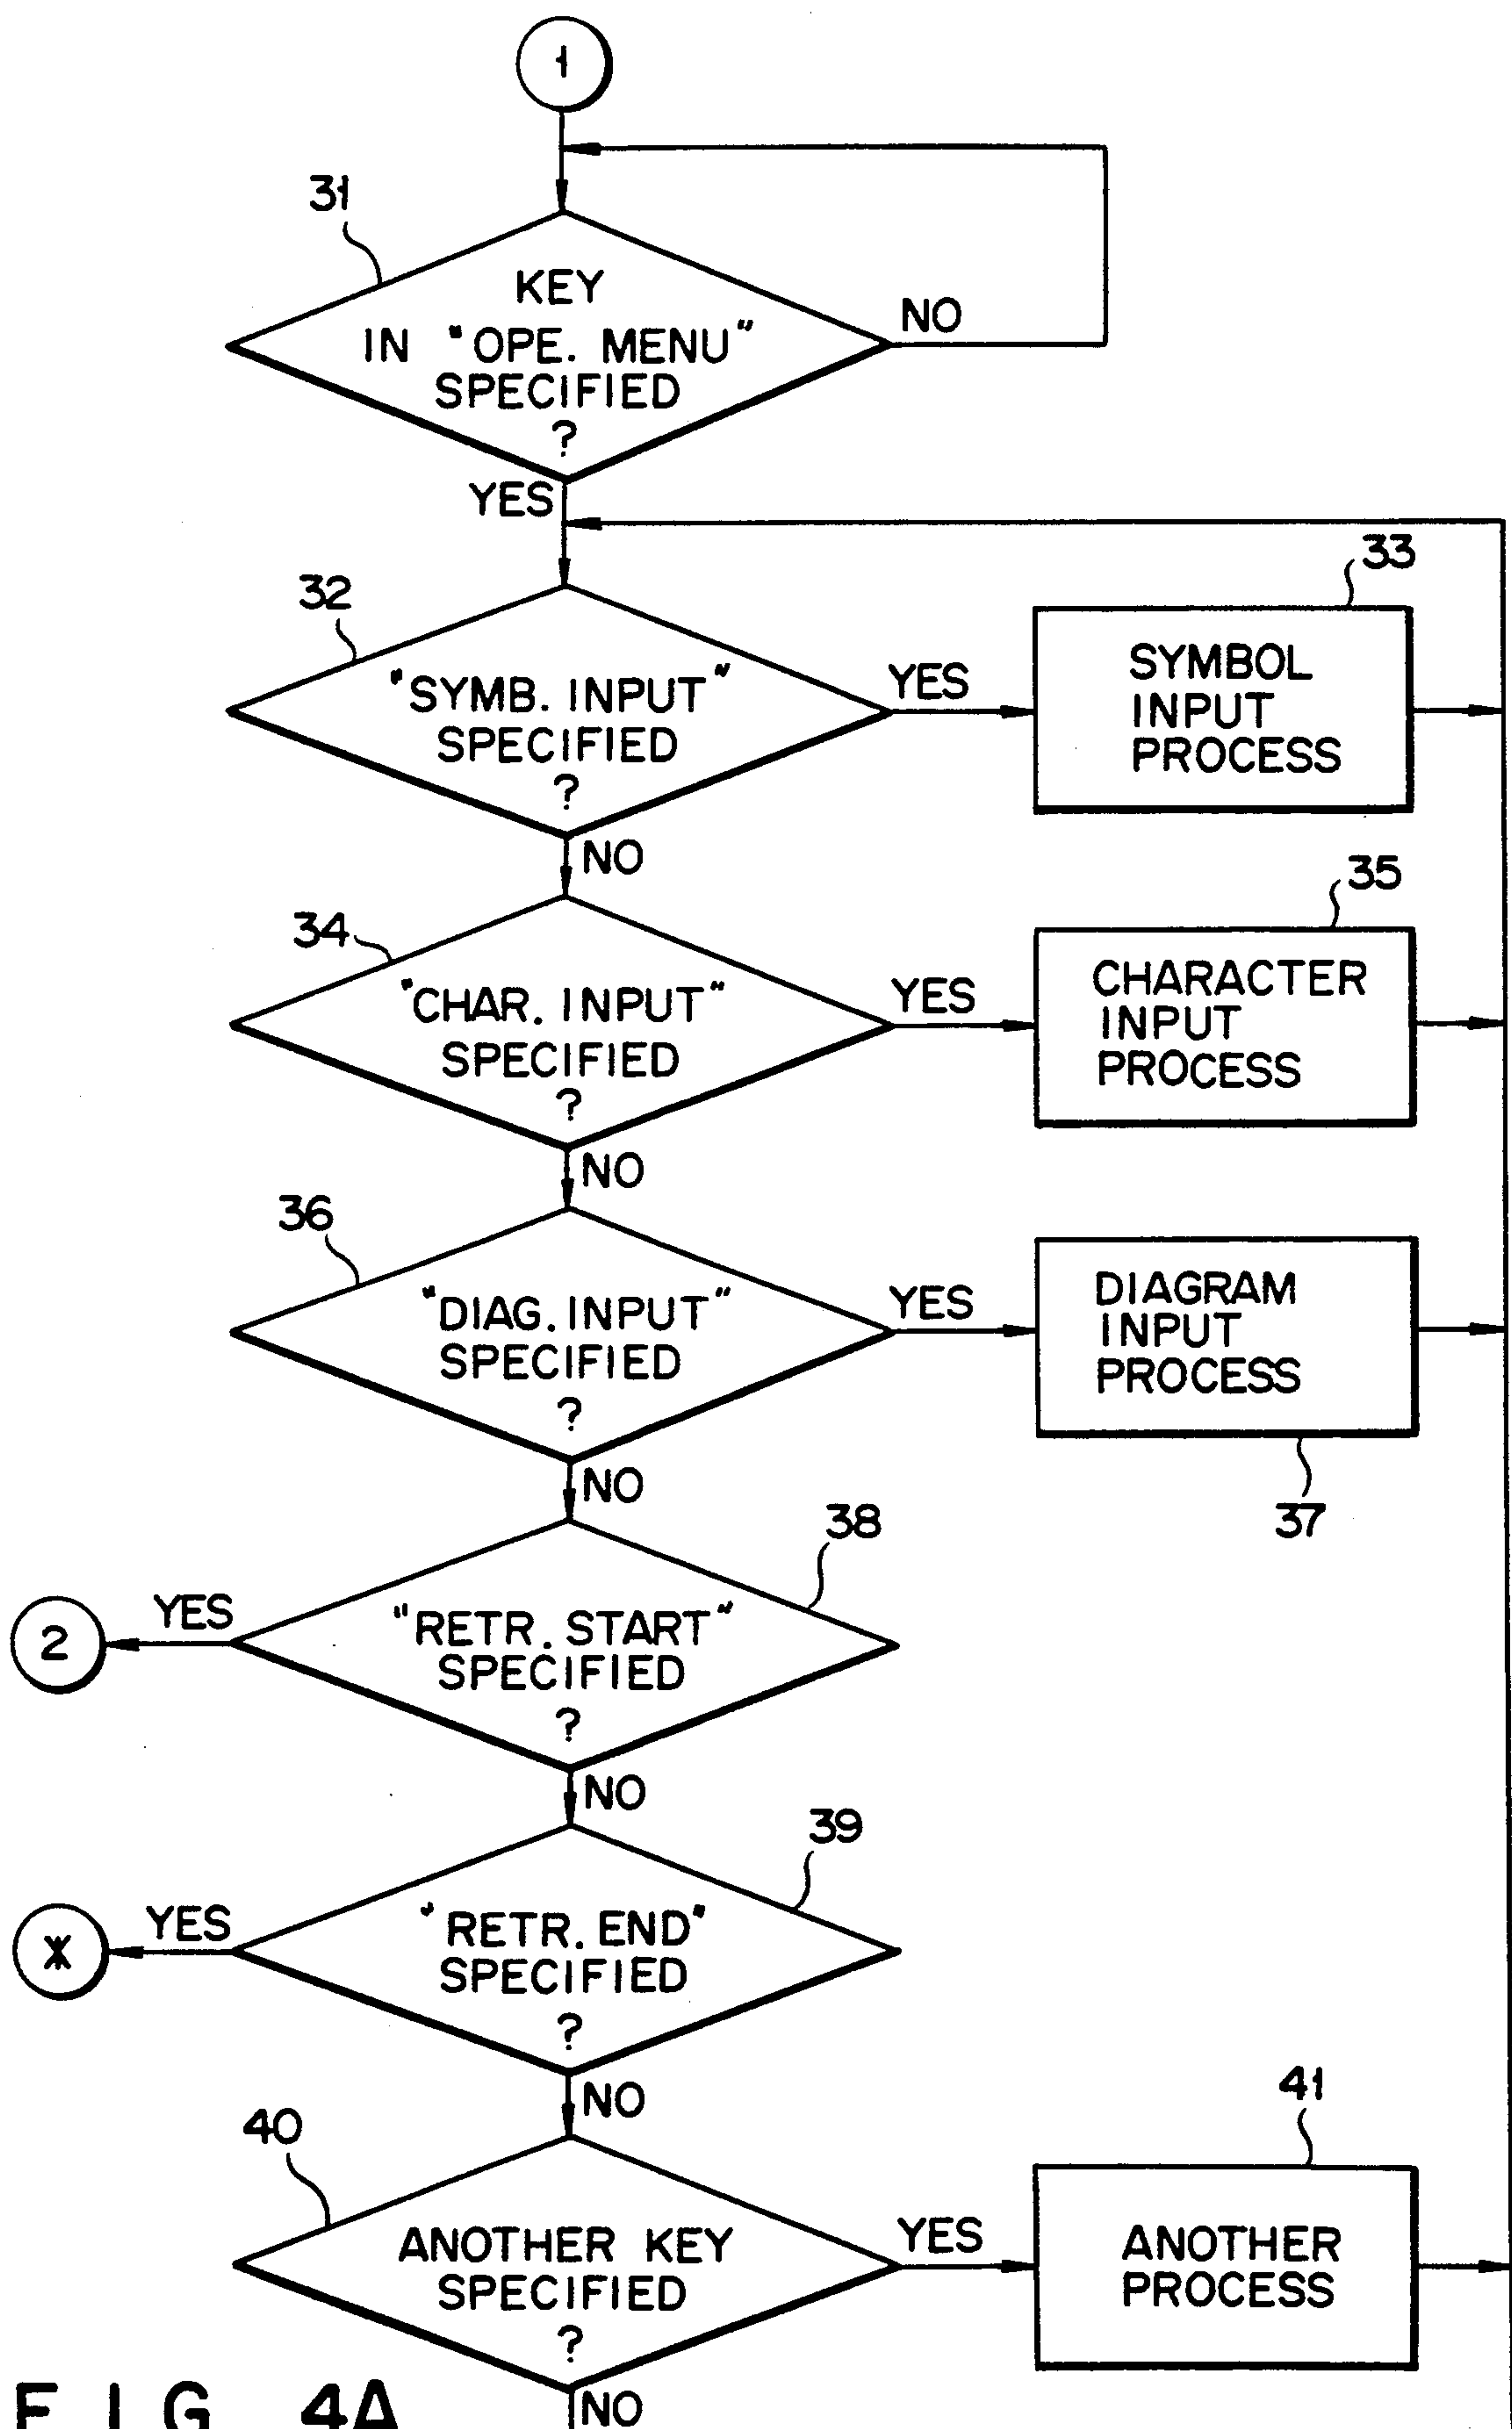 1
31
KEY
IN "OPE. MENU"
SPECIFIED
?
NO
YES
32
"SYMB. INPUT"
SPECIFIED
?
YES
33
SYMBOL
INPUT
PROCESS
NO
34
"CHAR. INPUT"
SPECIFIED
?
YES
35
CHARACTER
INPUT
PROCESS
NO
36
"DIAG. INPUT"
SPECIFIED
?
YES
DIAGRAM
INPUT
PROCESS
37
NO
38
"RETR. START"
SPECIFIED
?
YES
2
NO
39
"RETR. END"
SPECIFIED
?
YES
NO
40
ANOTHER KEY
SPECIFIED
?
YES
41
ANOTHER
PROCESS
NO
FIG. 4A